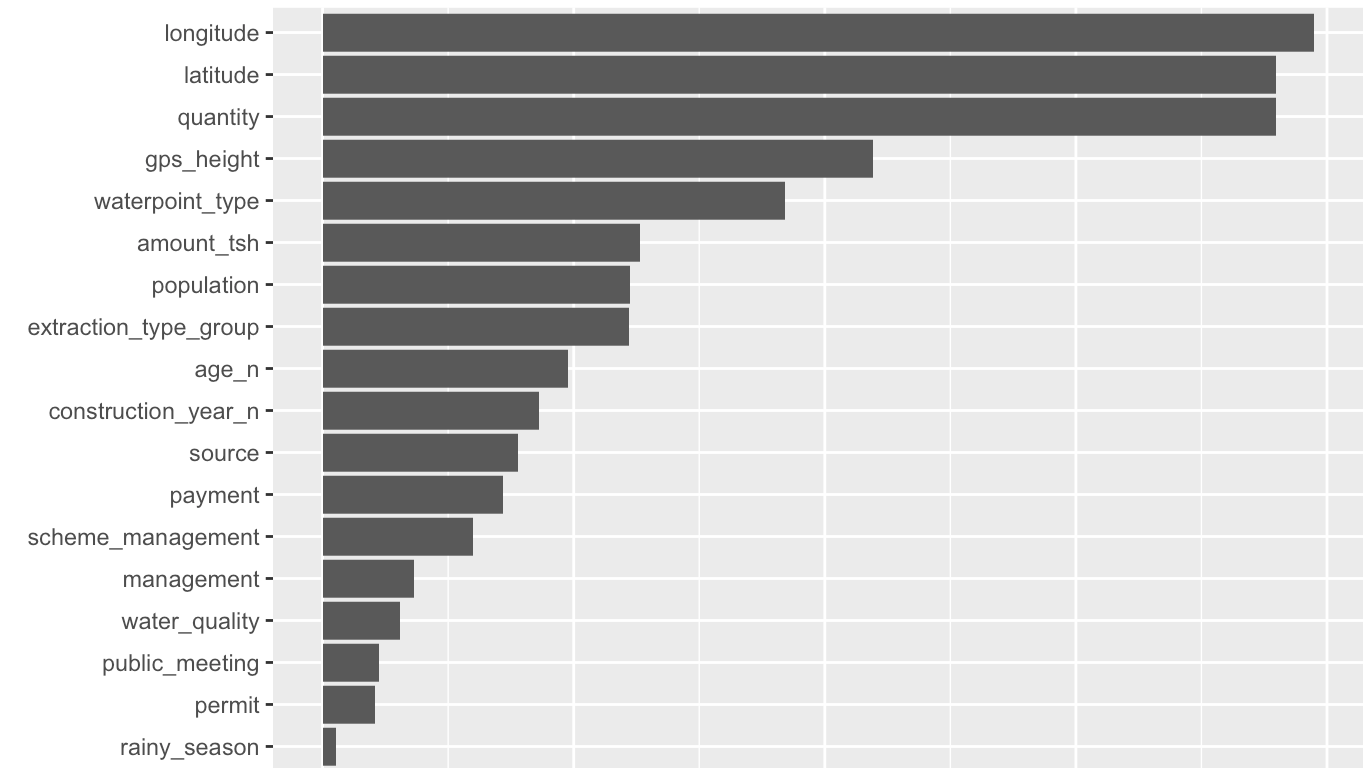 longitude
latitude
quantity
gps_height
waterpoint_type
amount_tsh
population
extraction_type_group
age_n
construction_year_n
source
payment
scheme_management
management
water_quality
public_meeting
permit
rainy_season